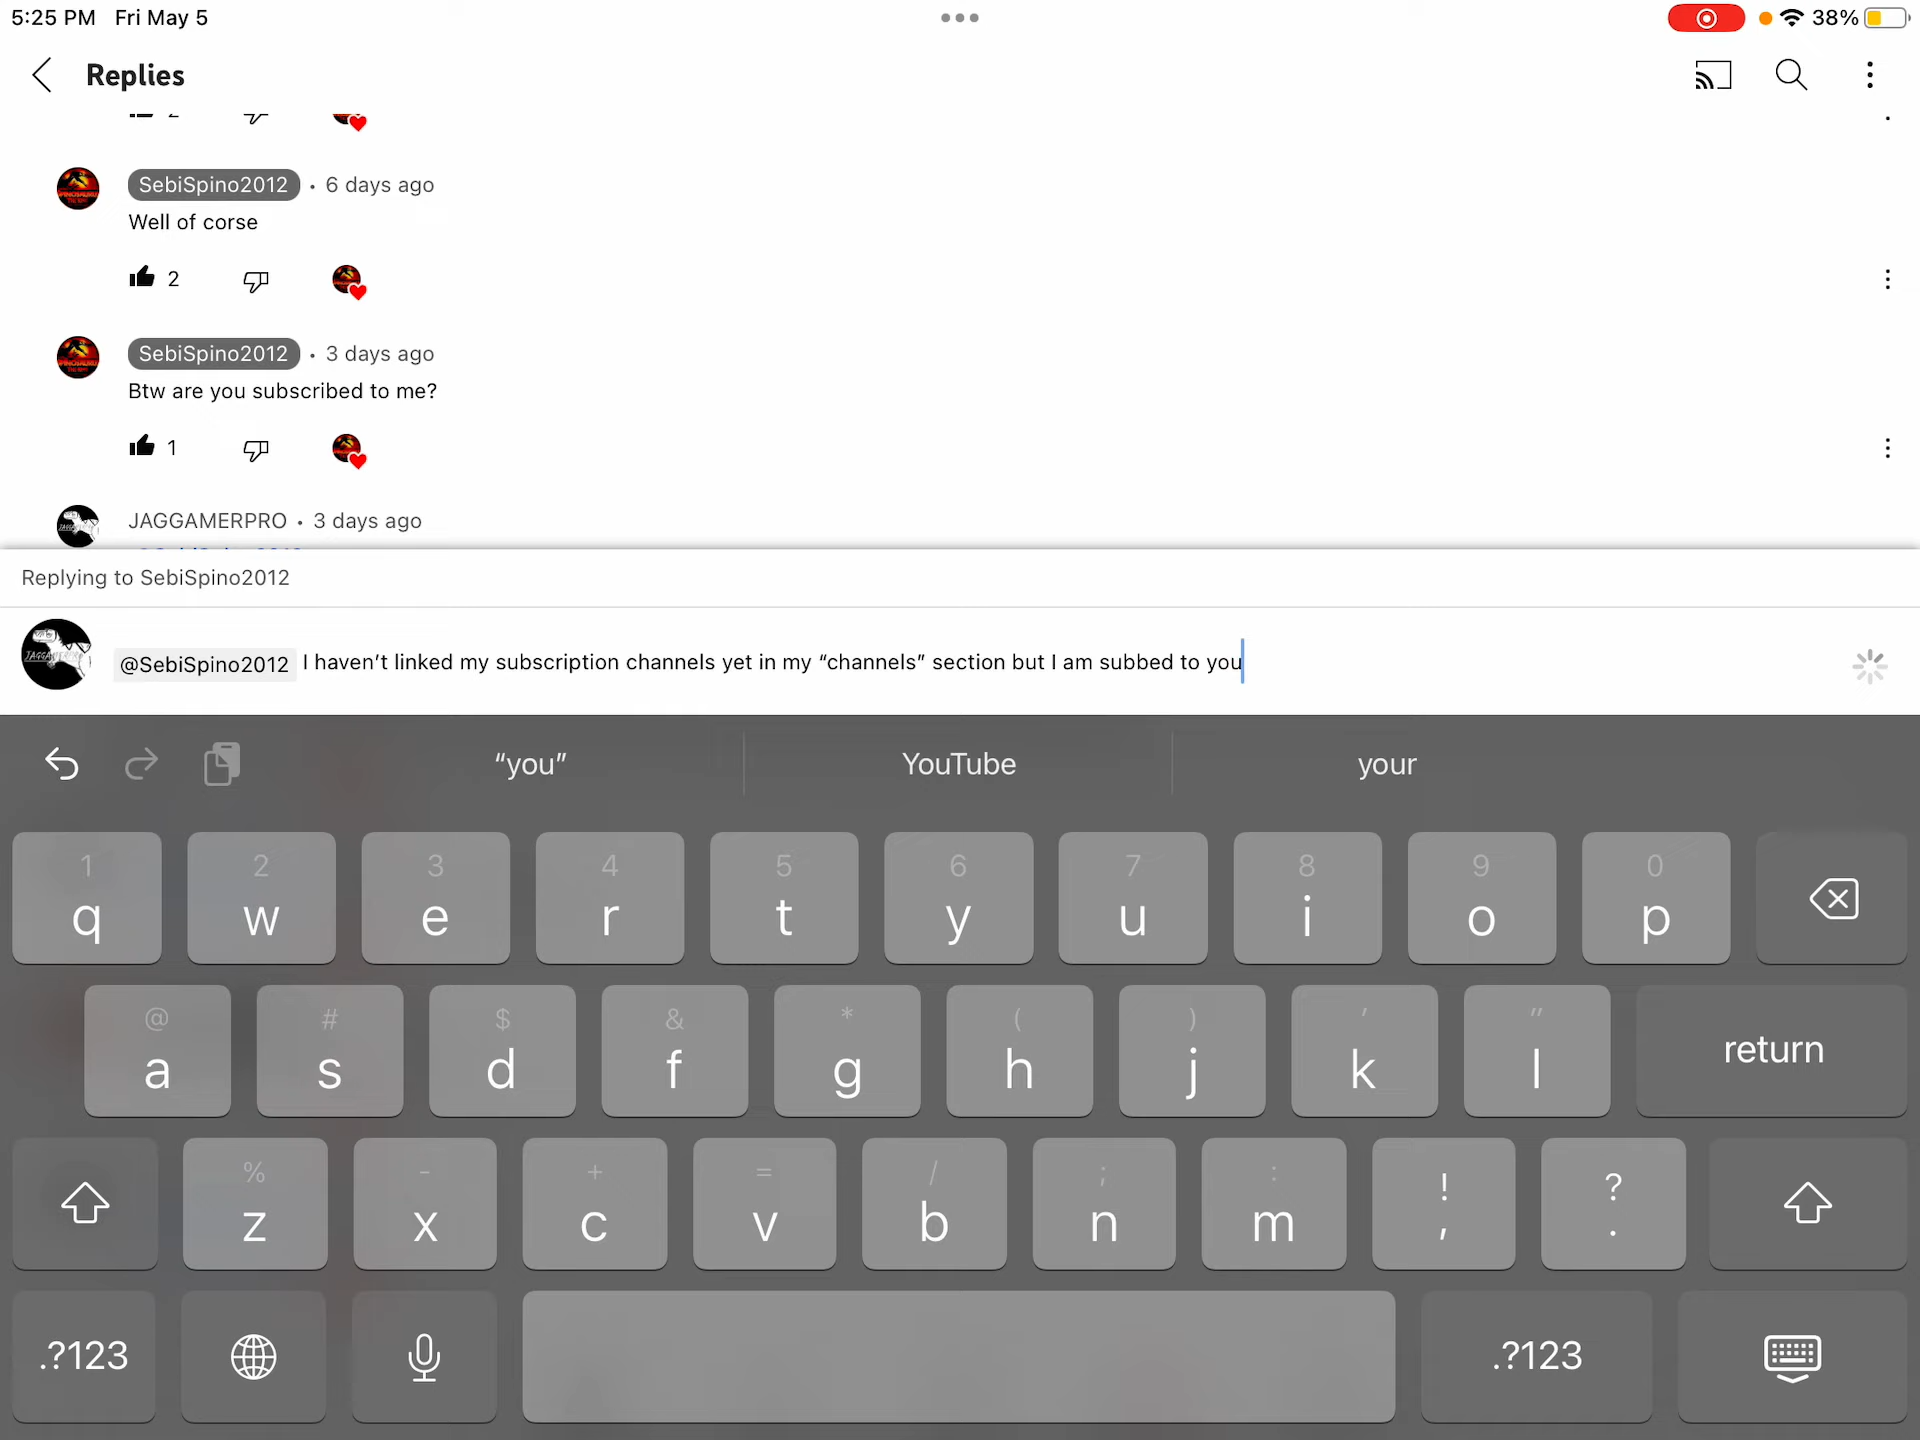 5:25 PM Fri May 5
38%
Replies
2
SebiSpino2012 • 6 days ago
Well of corse
2
SebiSpino2012 • 3 days ago
Btw are you subscribed to me?
1
JAGGAMERPRO • 3 days ago
Replying to SebiSpino2012
@SebiSpino2012 I haven’t linked my subscription channels yet in my “channels” section but I am subbed to you
“you” YouTube your
1 2 3 4 5 6 7 8 9 0
q w e r t y u i o p
@ # $ & * ( ) ' "
a s d f g h j k l return
% - + = / ; : ! ?
z x c v b n m , .
.?123 .?123